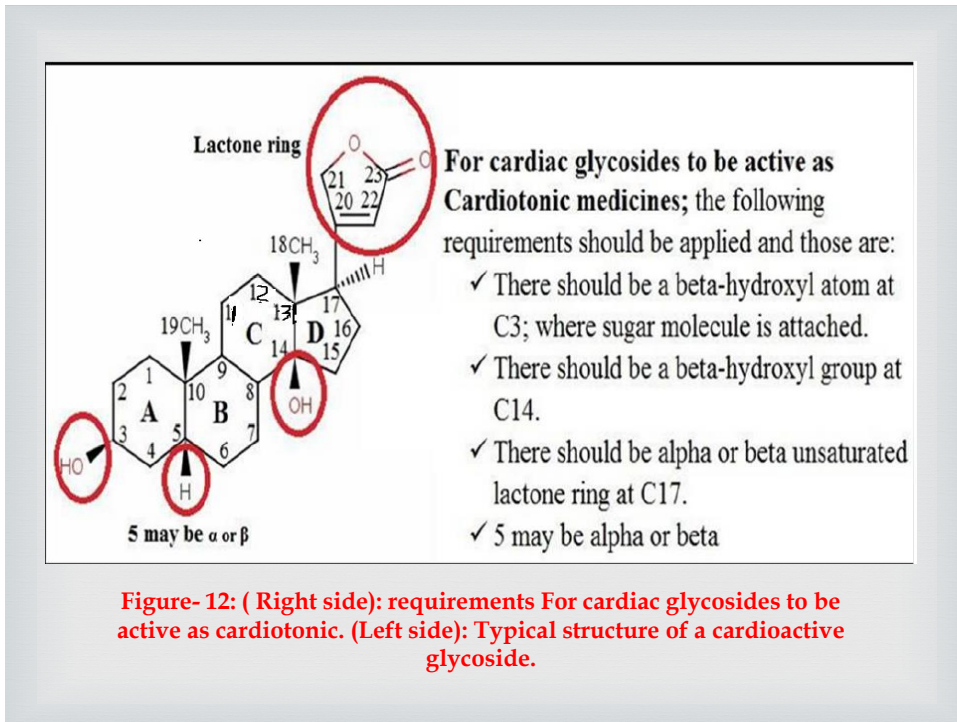 Lactone ring
O
O
21
23
20 22
18CH3
H
12
11
13
17
19CH3
C
D
16
14
15
1
9
2
10
8
OH
A
B
3
5
7
HO
4
6
H
5 may be α or β
For cardiac glycosides to be active as
Cardiotonic medicines; the following
requirements should be applied and those are:
✓ There should be a beta-hydroxyl atom at
C3; where sugar molecule is attached.
✓ There should be a beta-hydroxyl group at
C14.
✓ There should be alpha or beta unsaturated
lactone ring at C17.
✓ 5 may be alpha or beta
Figure- 12: ( Right side): requirements For cardiac glycosides to be
active as cardiotonic. (Left side): Typical structure of a cardioactive
glycoside.